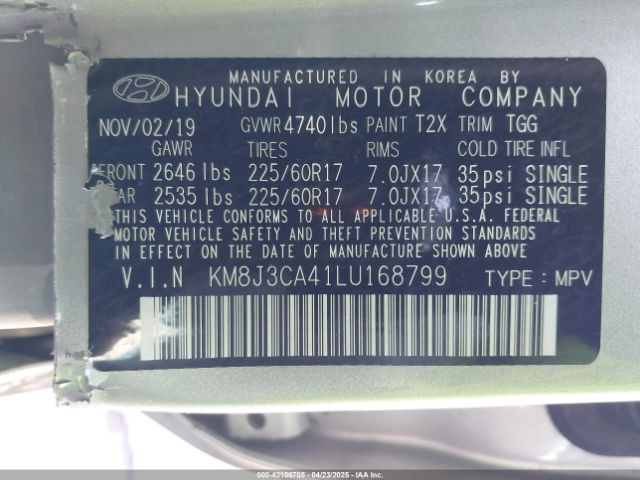 MANUFACTURED IN KOREA BY
HYUNDAI MOTOR COMPANY
NOV/02/19 GVWR 4740 lbs PAINT T2X TRIM TGG
GAWR TIRES RIMS COLD TIRE INFL
FRONT 2646 lbs 225/60R17 7.0JX17 35psi SINGLE
AR 2535 lbs 225/60R17 7.0JX17 35psi SINGLE
THIS VEHICLE CONFORMS TO ALL APPLICABLE U.S.A. FEDERAL
MOTOR VEHICLE SAFETY AND THEFT PREVENTION STANDARDS
IN EFFECT ON THE DATE OF MANUFACTURE SHOWN ABOVE.
V.I.N KM8J3CA41LU168799 TYPE : MPV
000-42106705 - 04/23/2025 - IAAI.COM